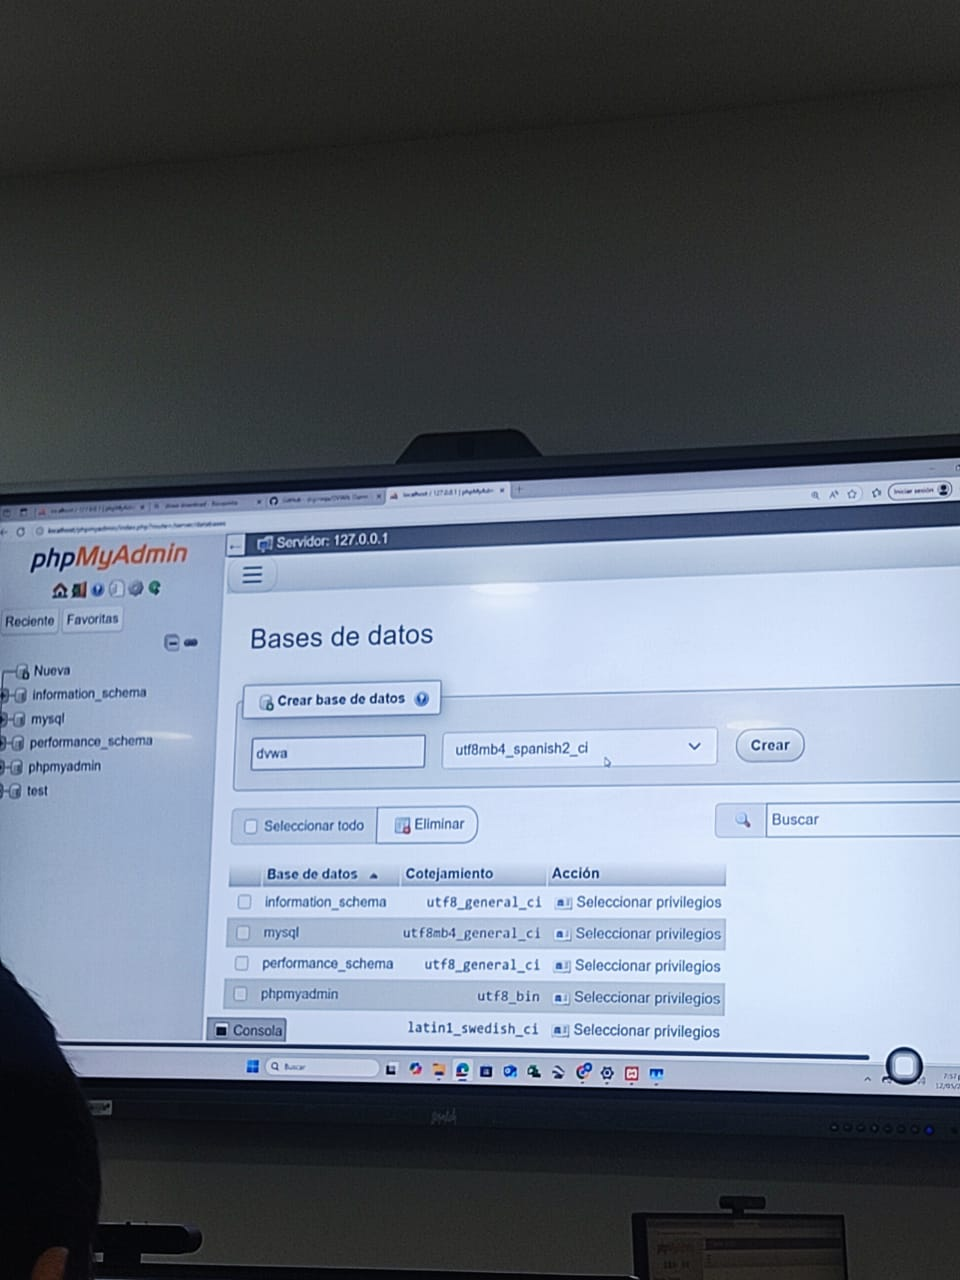 Iniciar sesión
phpMyAdmin
Servidor: 127.0.0.1
Reciente Favoritas
Nueva
information_schema
mysql
performance_schema
phpmyadmin
test
Bases de datos
Crear base de datos
dvwa utf8mb4_spanish2_ci Crear
Seleccionar todo Eliminar Buscar
Base de datos Cotejamiento Acción
information_schema utf8_general_ci Seleccionar privilegios
mysql utf8mb4_general_ci Seleccionar privilegios
performance_schema utf8_general_ci Seleccionar privilegios
phpmyadmin utf8_bin Seleccionar privilegios
Consola latin1_swedish_ci Seleccionar privilegios
Buscar